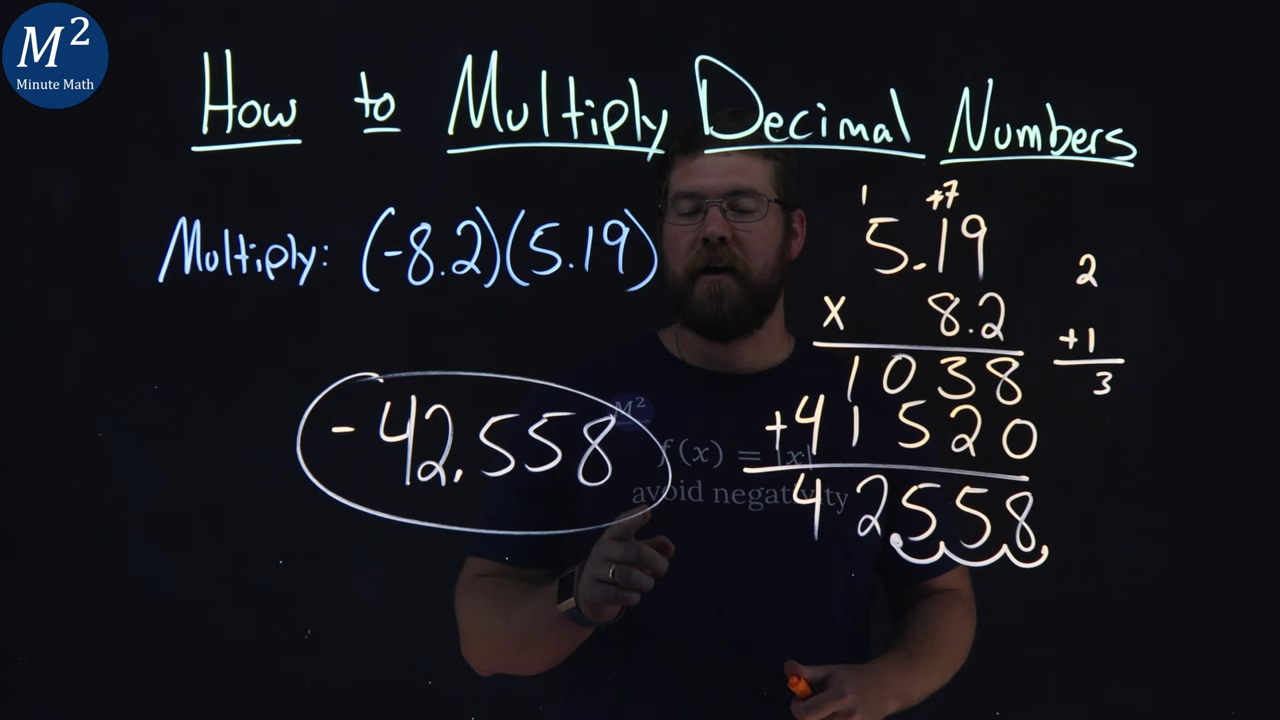 M²
Minute Math
How to Multiply Decimal Numbers
Multiply: (-8.2)(5.19)
1 +7
5.19
x 8.2
1038
+41520
42.558
2
+1
3
-42.558
M²
f(x) = |x|
avoid negativity